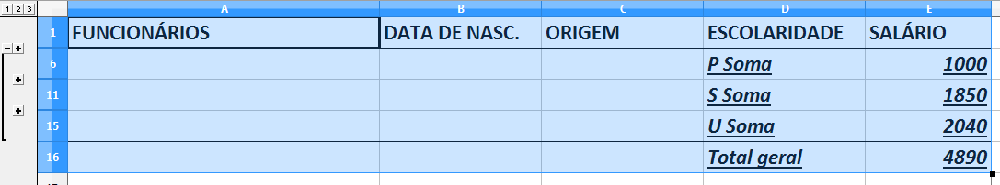 1 2 3 A B C D E
1 FUNCIONÁRIOS DATA DE NASC. ORIGEM ESCOLARIDADE SALÁRIO
6 P Soma 1000
11 S Soma 1850
15 U Soma 2040
16 Total geral 4890